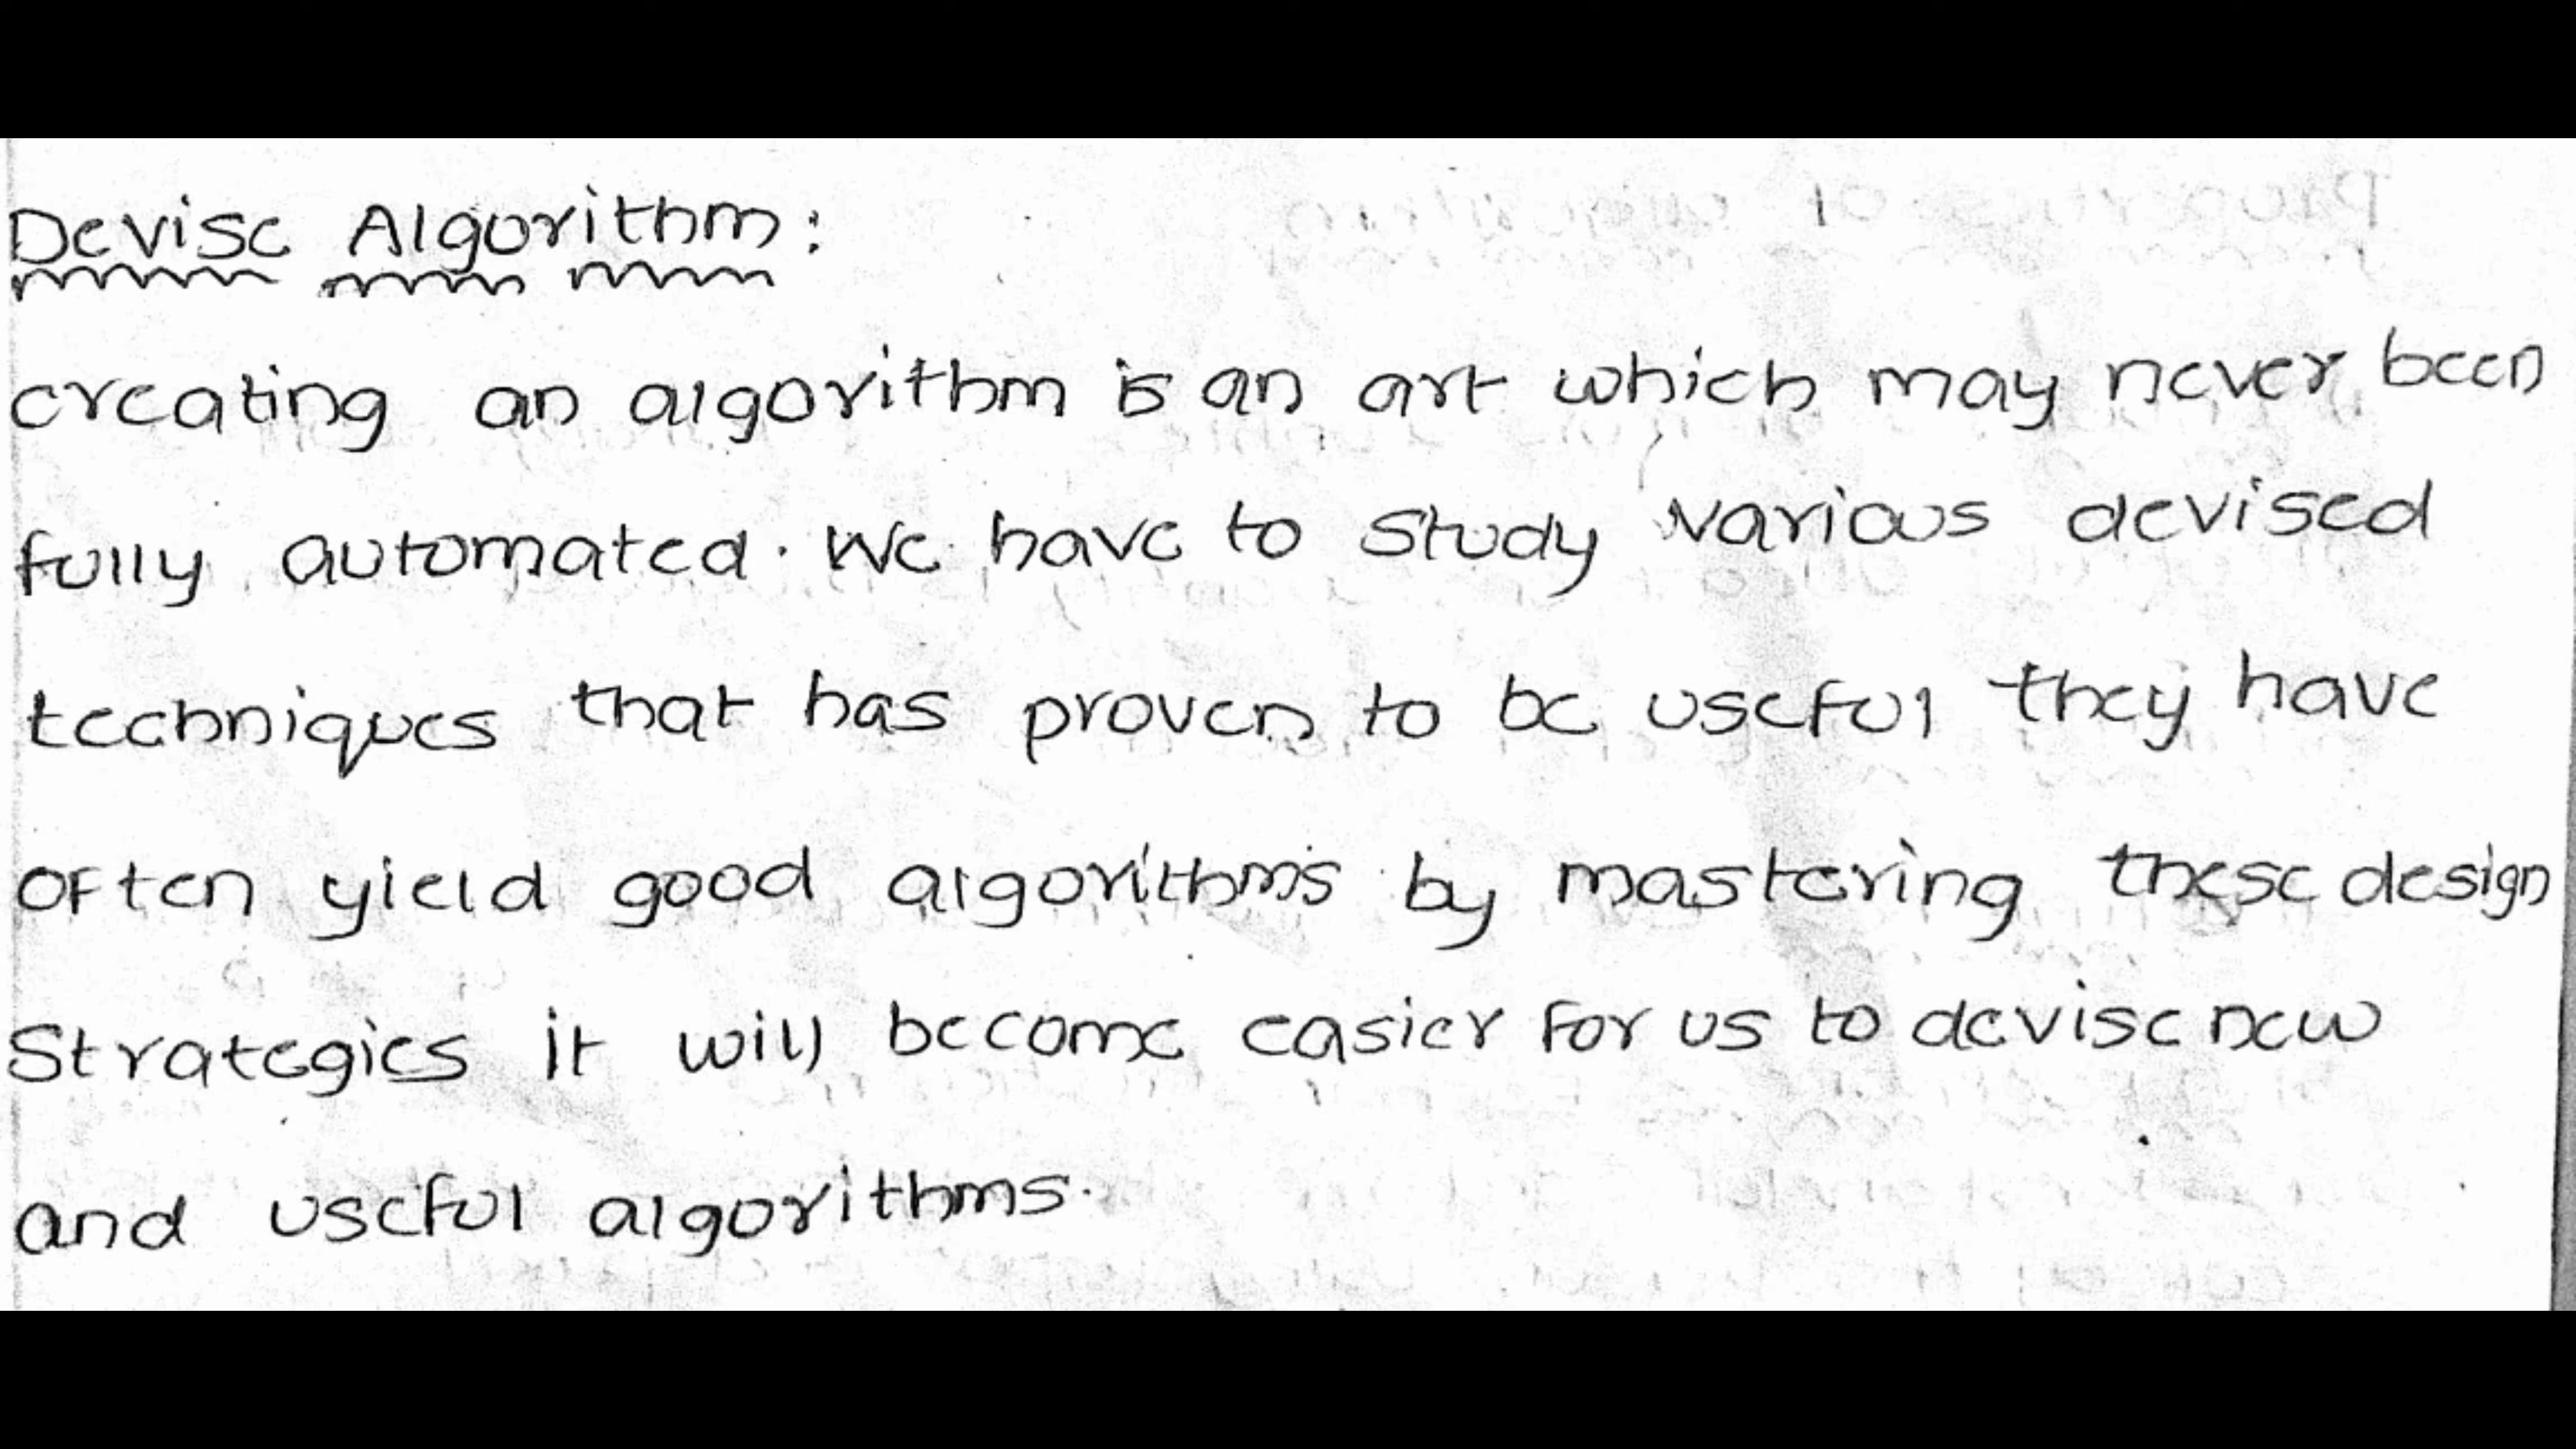 Devise Algorithm:
creating an algorithm is an art which may never been
fully automated. We have to study various devised
techniques that has proven to be useful they have
often yield good algorithms by mastering these design
Strategies it will become easier for us to devise new
and useful algorithms.